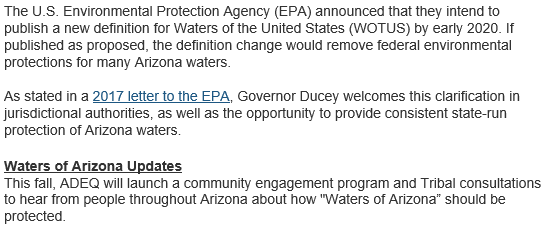 The U.S. Environmental Protection Agency (EPA) announced that they intend to
publish a new definition for Waters of the United States (WOTUS) by early 2020. If
published as proposed, the definition change would remove federal environmental
protections for many Arizona waters.
As stated in a 2017 letter to the EPA, Governor Ducey welcomes this clarification in
jurisdictional authorities, as well as the opportunity to provide consistent state-run
protection of Arizona waters.
Waters of Arizona Updates
This fall, ADEQ will launch a community engagement program and Tribal consultations
to hear from people throughout Arizona about how "Waters of Arizona” should be
protected.